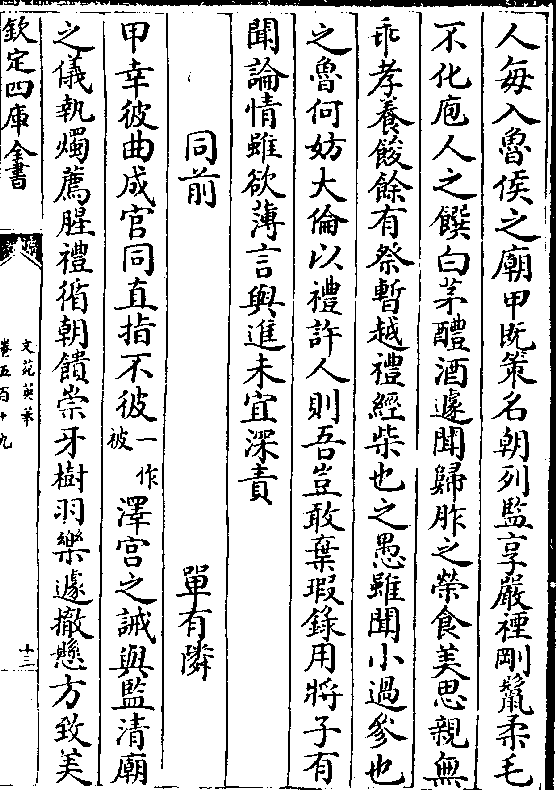 人每入魯侯之廟甲既策名朝列監享嚴禋剛鬛柔毛
不化庖人之饌白茅醴酒遽聞歸胙之榮食美思親無
乖孝養餕餘有祭暫越禮經柴也之愚雖聞小過參也
之魯何妨大倫以禮許人則吾豈敢棄瑕錄用將子有
聞論情雖欲薄言與進未宜深責
同前 單有隣
甲幸彼曲成官同直指不彼一作被澤宮之誡與監清廟
之儀執燭薦腥禮循朝饋崇牙樹羽樂遽撤懸方致美
欽定四庫全書
文苑英華
卷五百十九
十三